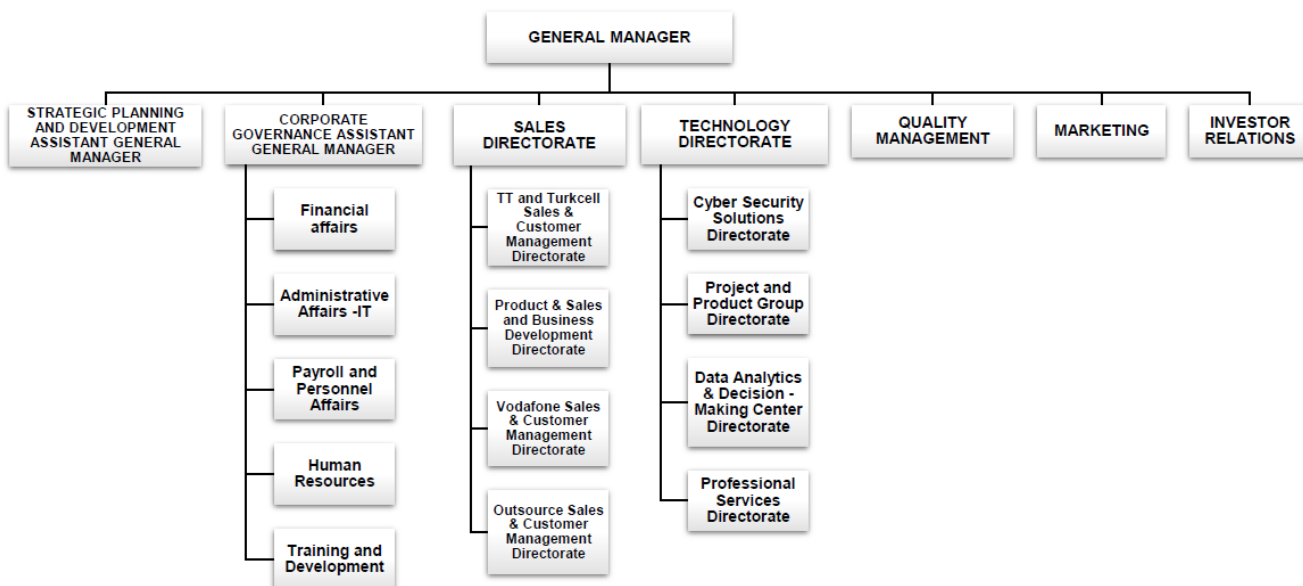 GENERAL MANAGER
STRATEGIC PLANNING
AND DEVELOPMENT
ASSISTANT GENERAL
MANAGER
CORPORATE
GOVERNANCE ASSISTANT
GENERAL MANAGER
SALES
DIRECTORATE
TECHNOLOGY
DIRECTORATE
QUALITY
MANAGEMENT
MARKETING
INVESTOR
RELATIONS
Financial
affairs
Administrative
Affairs -IT
Payroll and
Personnel
Affairs
Human
Resources
Training and
Development
TT and Turkcell
Sales &
Customer
Management
Directorate
Product & Sales
and Business
Development
Directorate
Vodafone Sales
& Customer
Management
Directorate
Outsource Sales
& Customer
Management
Directorate
Cyber Security
Solutions
Directorate
Project and
Product Group
Directorate
Data Analytics
& Decision -
Making Center
Directorate
Professional
Services
Directorate